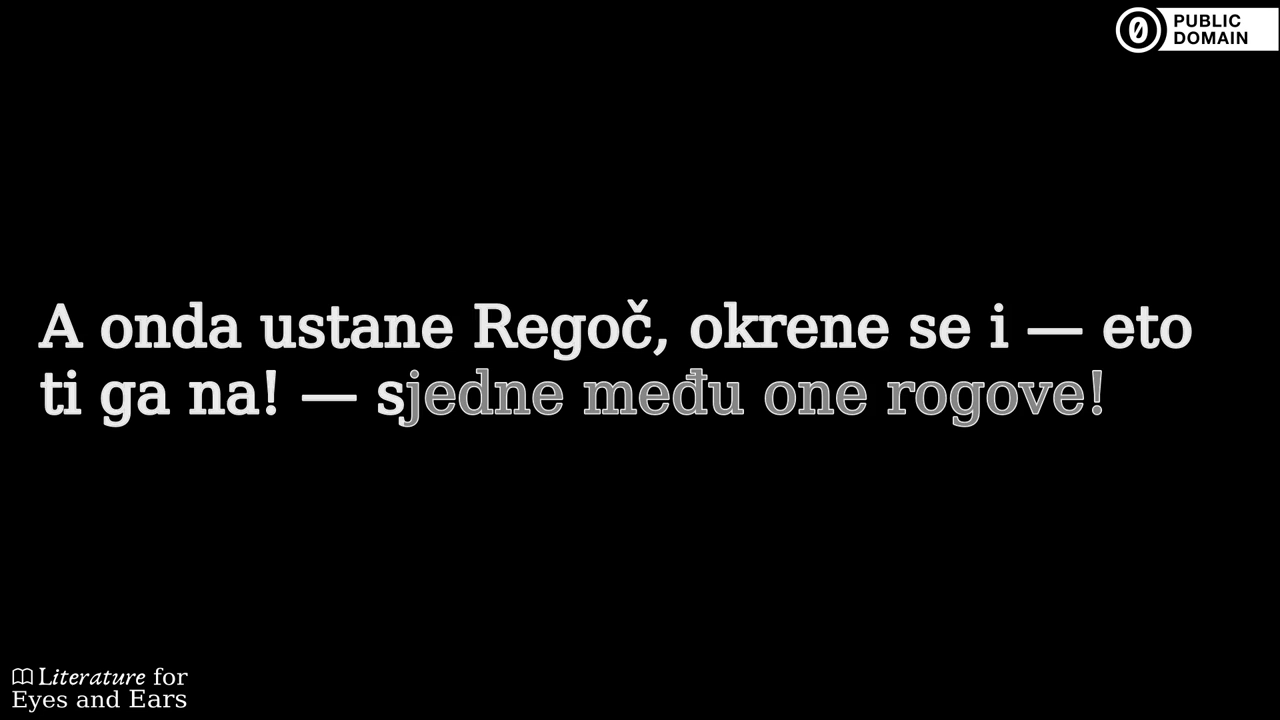 PUBLIC
DOMAIN
A onda ustane Regoč, okrene se i — eto
ti ga na! — sjedne među one rogove!
Literature for
Eyes and Ears